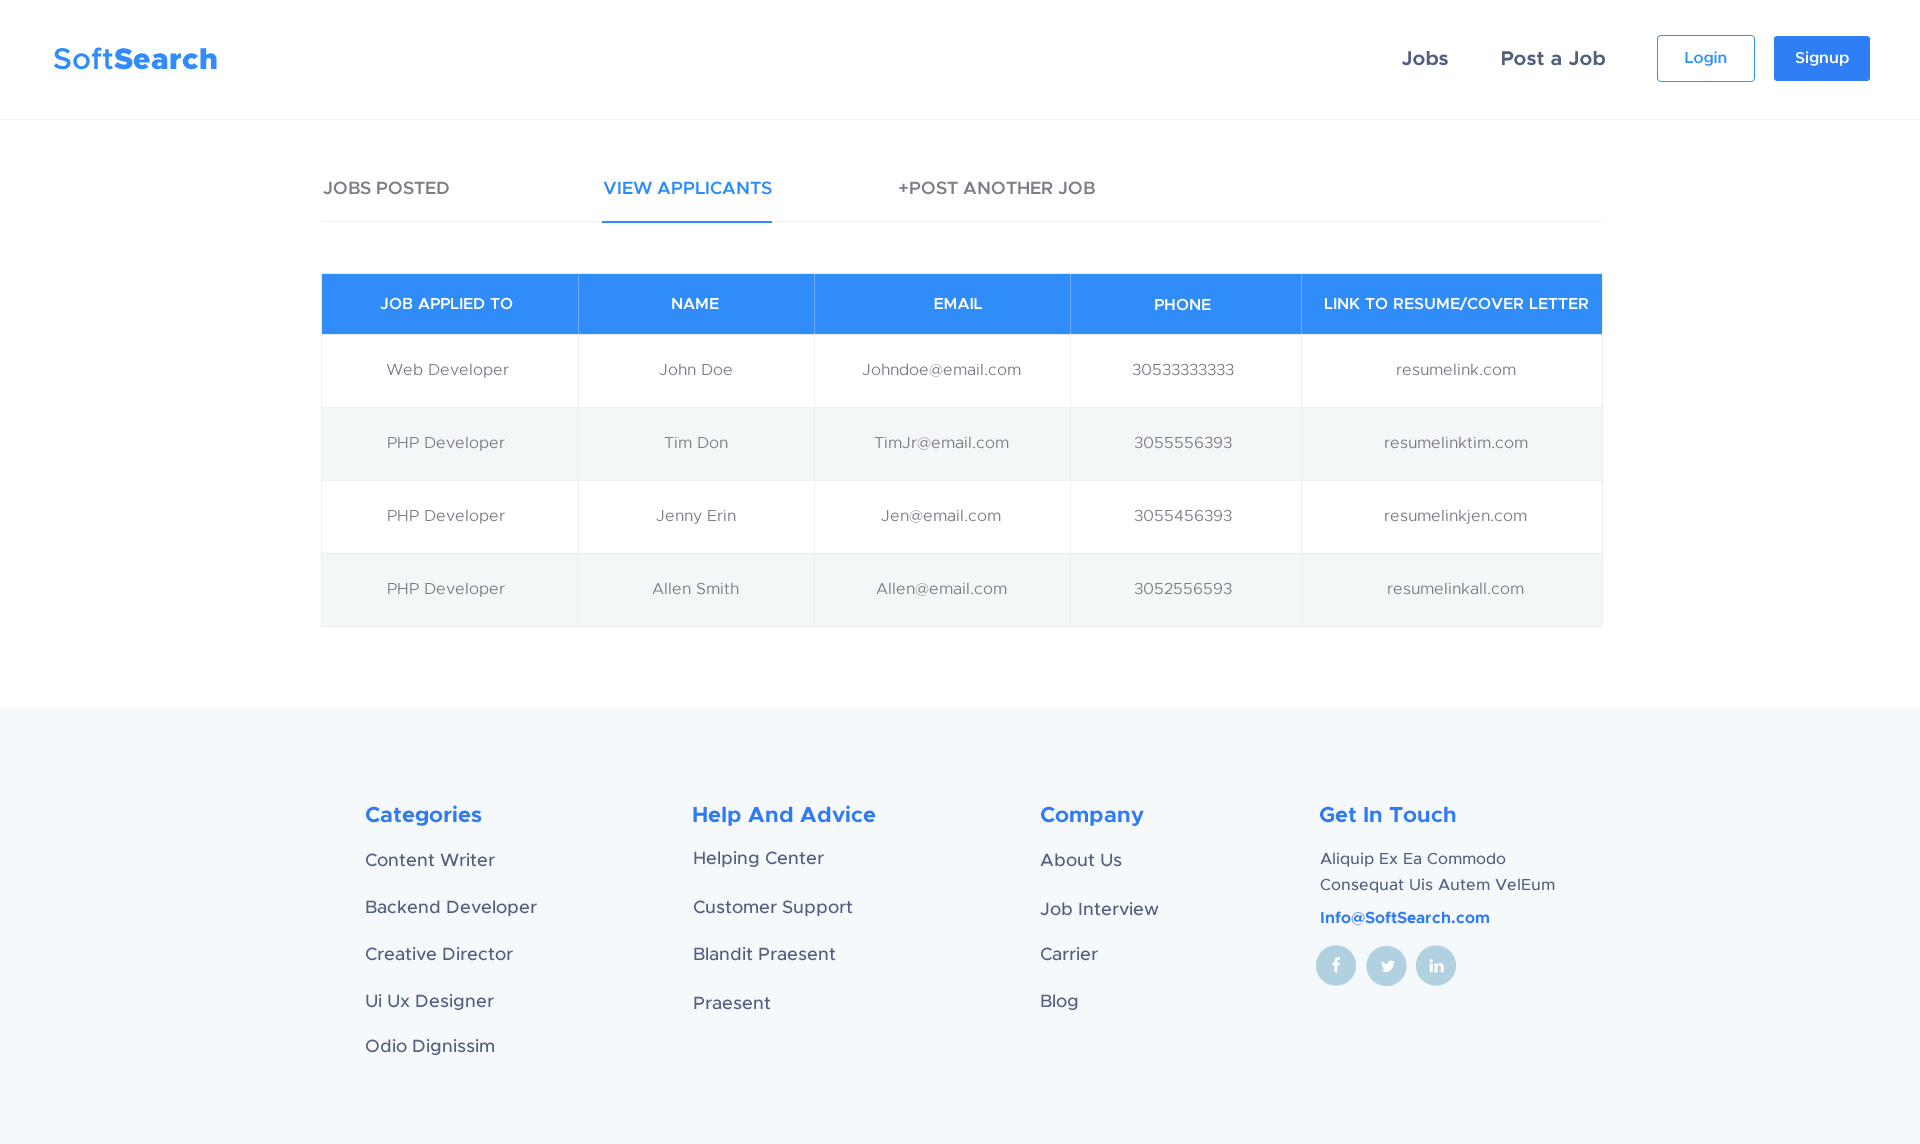 SoftSearch
Jobs Post a Job Login Signup
JOBS POSTED VIEW APPLICANTS +POST ANOTHER JOB
JOB APPLIED TO NAME EMAIL PHONE LINK TO RESUME/COVER LETTER
Web Developer John Doe Johndoe@email.com 30533333333 resumelink.com
PHP Developer Tim Don TimJr@email.com 3055556393 resumelinktim.com
PHP Developer Jenny Erin Jen@email.com 3055456393 resumelinkjen.com
PHP Developer Allen Smith Allen@email.com 3052556593 resumelinkall.com
Categories
Content Writer
Backend Developer
Creative Director
Ui Ux Designer
Odio Dignissim
Help And Advice
Helping Center
Customer Support
Blandit Praesent
Praesent
Company
About Us
Job Interview
Carrier
Blog
Get In Touch
Aliquip Ex Ea Commodo
Consequat Uis Autem VelEum
Info@SoftSearch.com